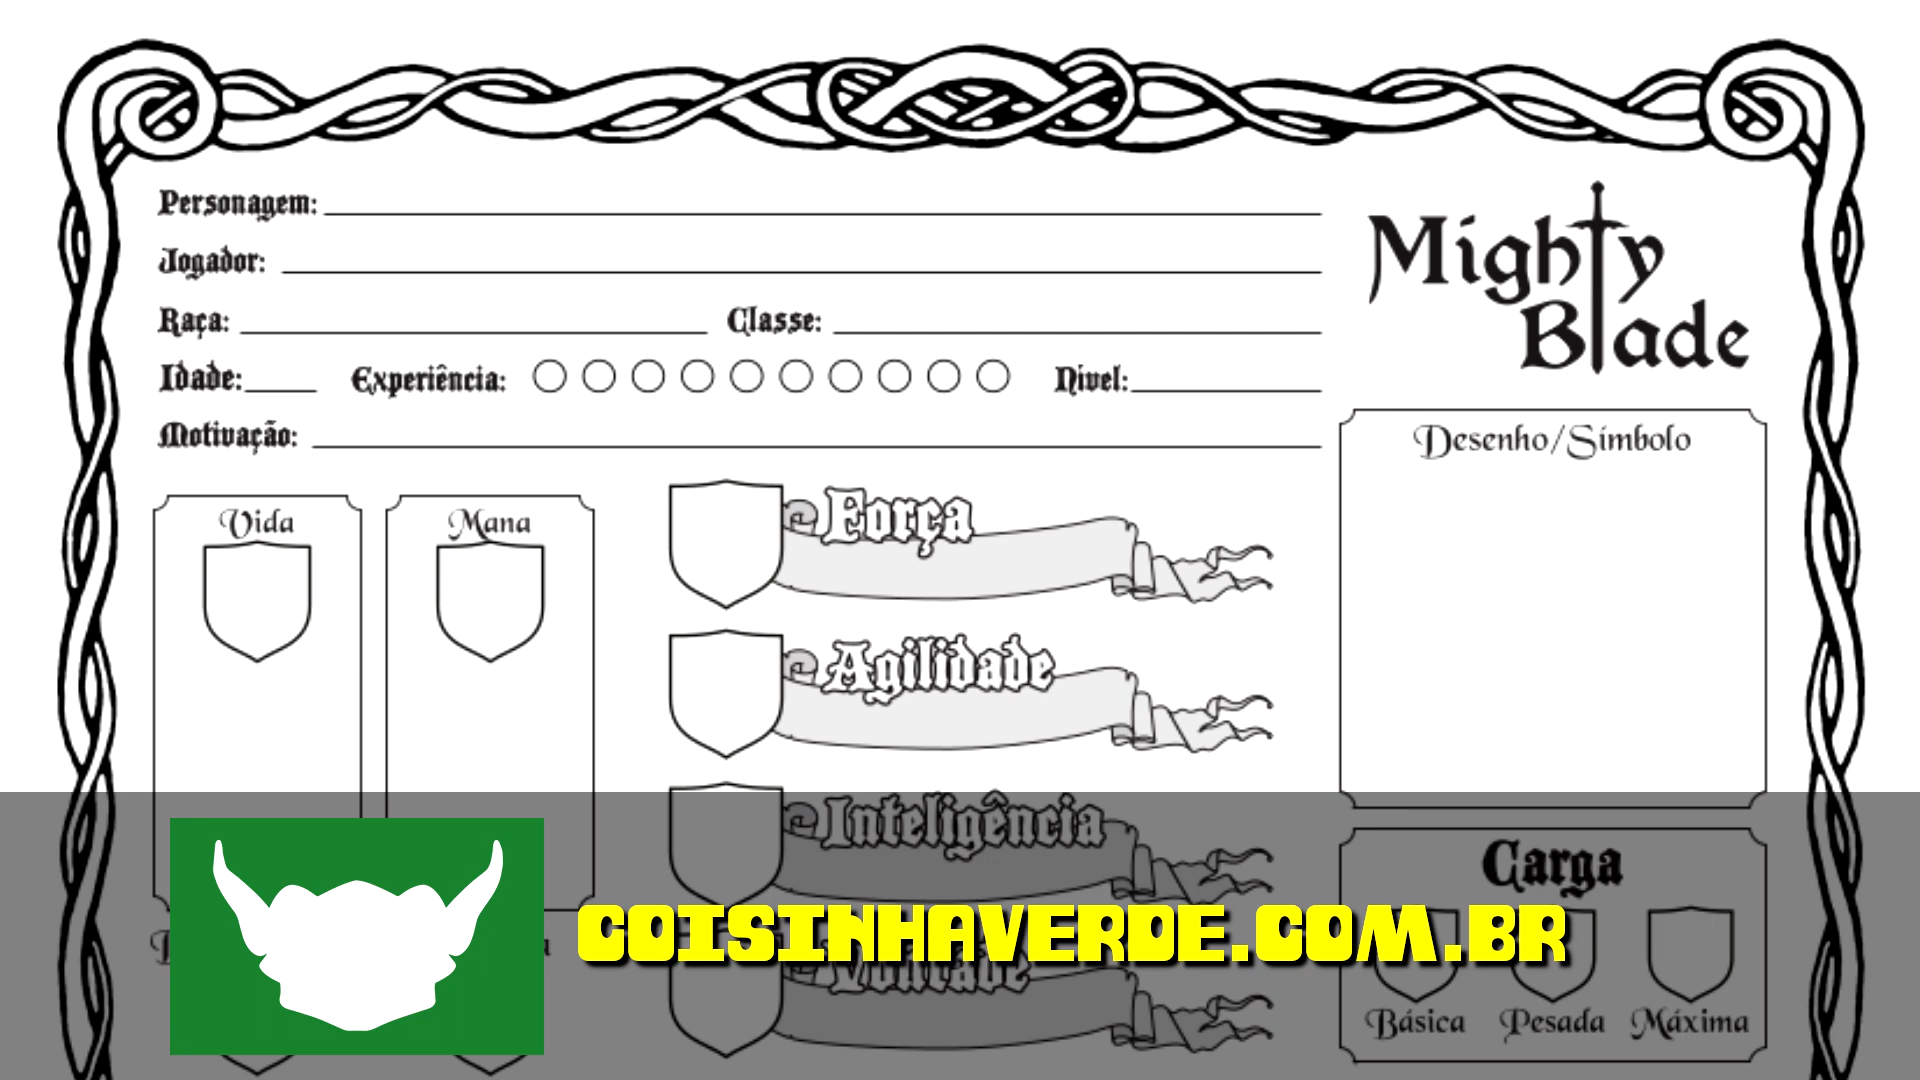 Personagem:
Jogador:
Raça: Classe:
Idade: Experiência: Nível:
Motivação:
Mighty
Blade
Desenho/Símbolo
Vida Mana
Força
Agilidade
Inteligência
Vontade
Carga
Básica Pesada Máxima
COISINHAVERDE.COM.BR